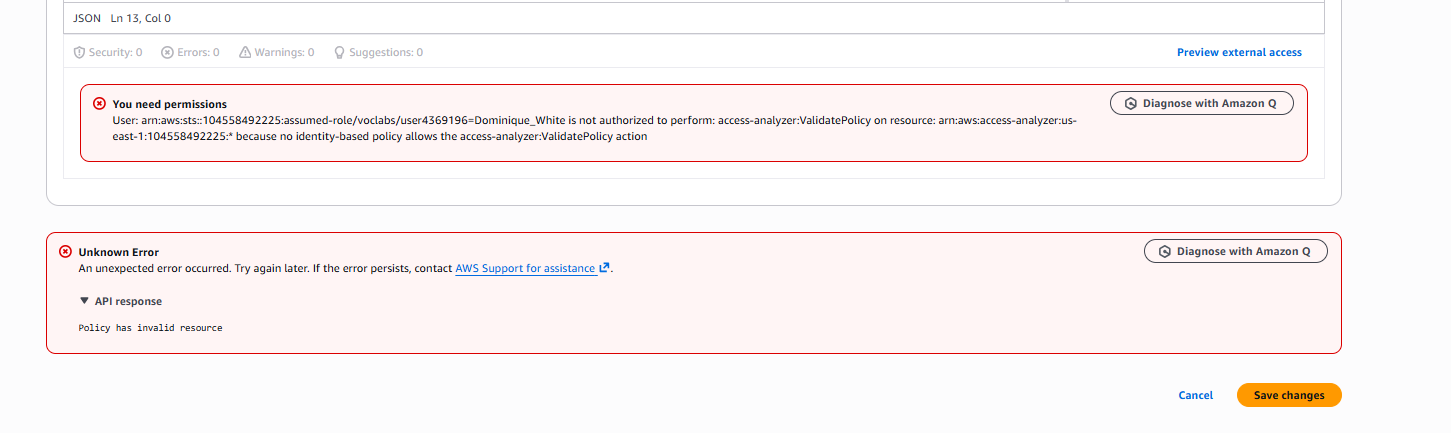 JSON Ln 13, Col 0
Security: 0 Errors: 0 Warnings: 0 Suggestions: 0 Preview external access
You need permissions Diagnose with Amazon Q
User: arn:aws:sts::104558492225:assumed-role/voclabs/user4369196=Dominique_White is not authorized to perform: access-analyzer:ValidatePolicy on resource: arn:aws:access-analyzer:us-
east-1:104558492225:* because no identity-based policy allows the access-analyzer:ValidatePolicy action
Unknown Error Diagnose with Amazon Q
An unexpected error occurred. Try again later. If the error persists, contact AWS Support for assistance.
API response
Policy has invalid resource
Cancel Save changes